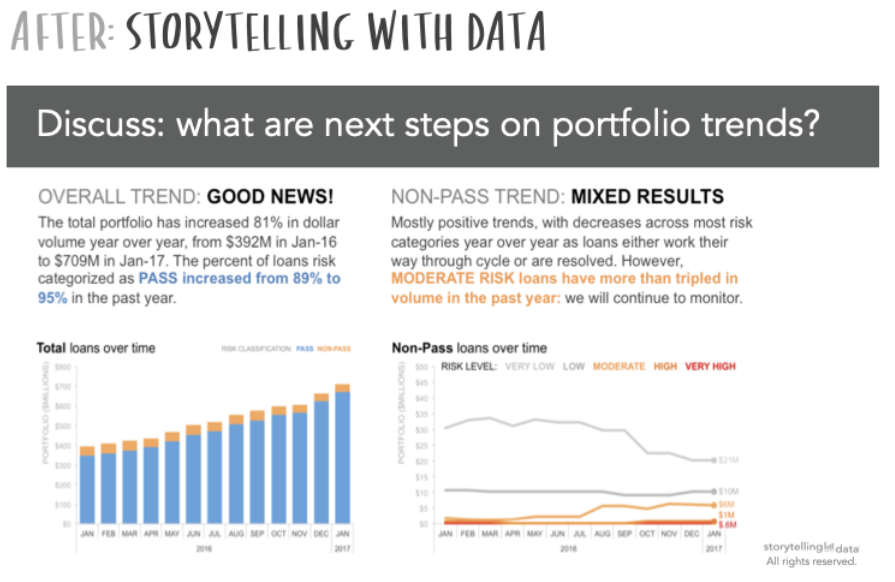 AFTER: STORYTELLING WITH DATA
Discuss: what are next steps on portfolio trends?
OVERALL TREND: GOOD NEWS!
The total portfolio has increased 81% in dollar
volume year over year, from $392M in Jan-16
to $709M in Jan-17. The percent of loans risk
categorized as PASS increased from 89% to
95% in the past year.
NON-PASS TREND: MIXED RESULTS
Mostly positive trends, with decreases across most risk
categories year over year as loans either work their
way through cycle or are resolved. However,
MODERATE RISK loans have more than tripled in
volume in the past year: we will continue to monitor.
Total loans over time
RISK CLASSIFICATION: PASS NON-PASS
PORTFOLIO ($MILLIONS)
$800
$700
$600
$500
$400
$300
$200
$100
$0
JAN FEB MAR APR MAY JUN JUL AUG SEP OCT NOV DEC JAN
2016 2017
Non-Pass loans over time
RISK LEVEL: VERY LOW LOW MODERATE HIGH VERY HIGH
PORTFOLIO ($MILLIONS)
$50
$45
$40
$35
$30
$25
$20
$15
$10
$5
$0
$21M
$10M
$6M
$1M
$.6M
JAN FEB MAR APR MAY JUN JUL AUG SEP OCT NOV DEC JAN
2016 2017
storytelling with data
All rights reserved.